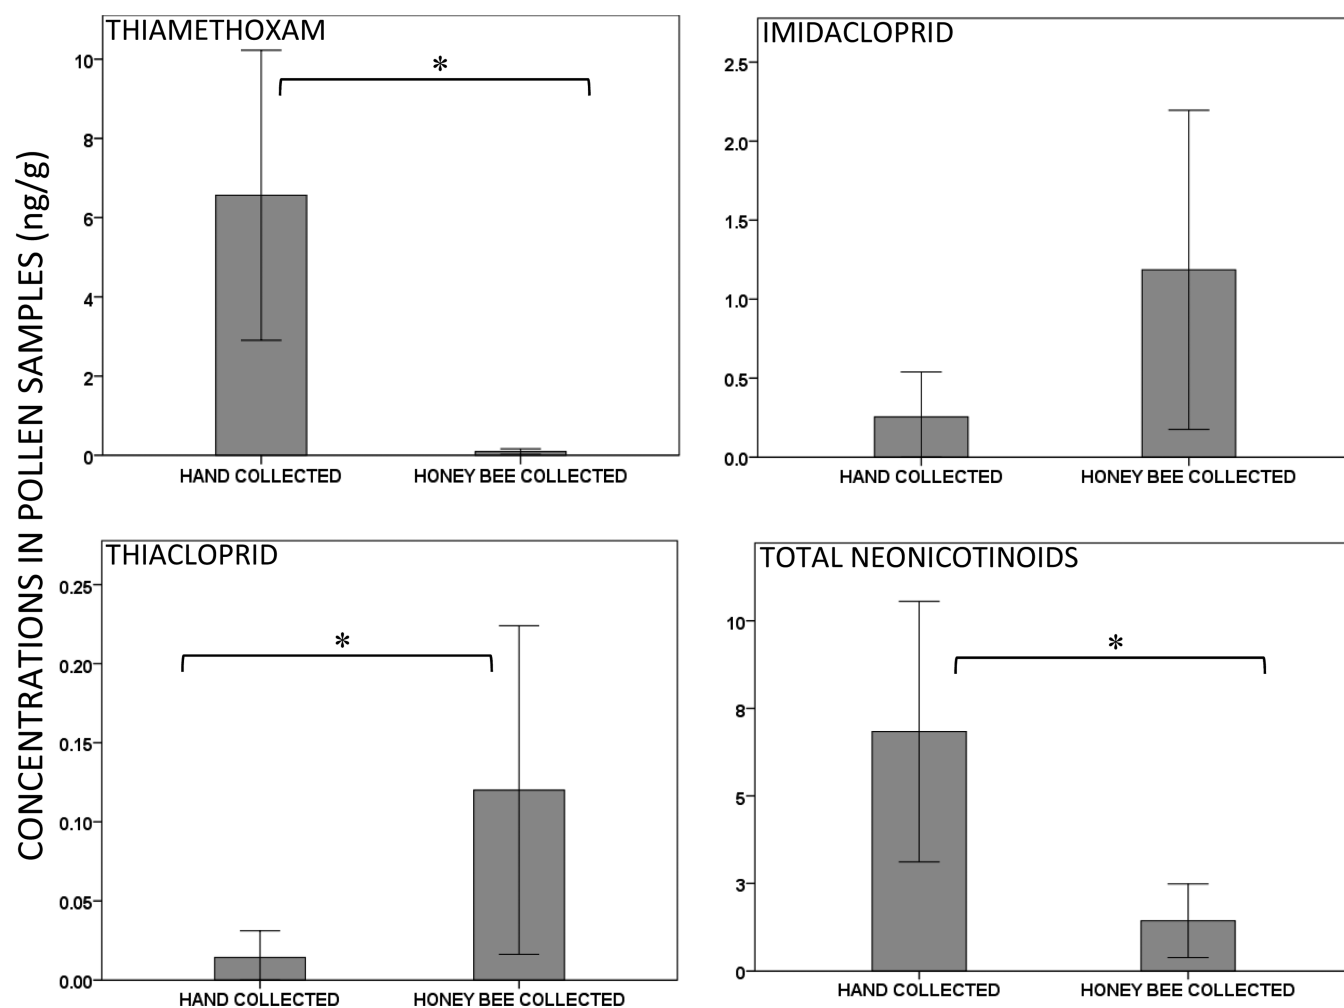 CONCENTRATIONS IN POLLEN SAMPLES (ng/g)
THIAMETHOXAM
*
10
8
6
4
2
0
HAND COLLECTED HONEY BEE COLLECTED
IMIDACLOPRID
2.5
2.0
1.5
1.0
0.5
0.0
HAND COLLECTED HONEY BEE COLLECTED
THIACLOPRID
0.25
*
0.20
0.15
0.10
0.05
0.00
HAND COLLECTED HONEY BEE COLLECTED
TOTAL NEONICOTINOIDS
10
*
8
5
3
0
HAND COLLECTED HONEY BEE COLLECTED